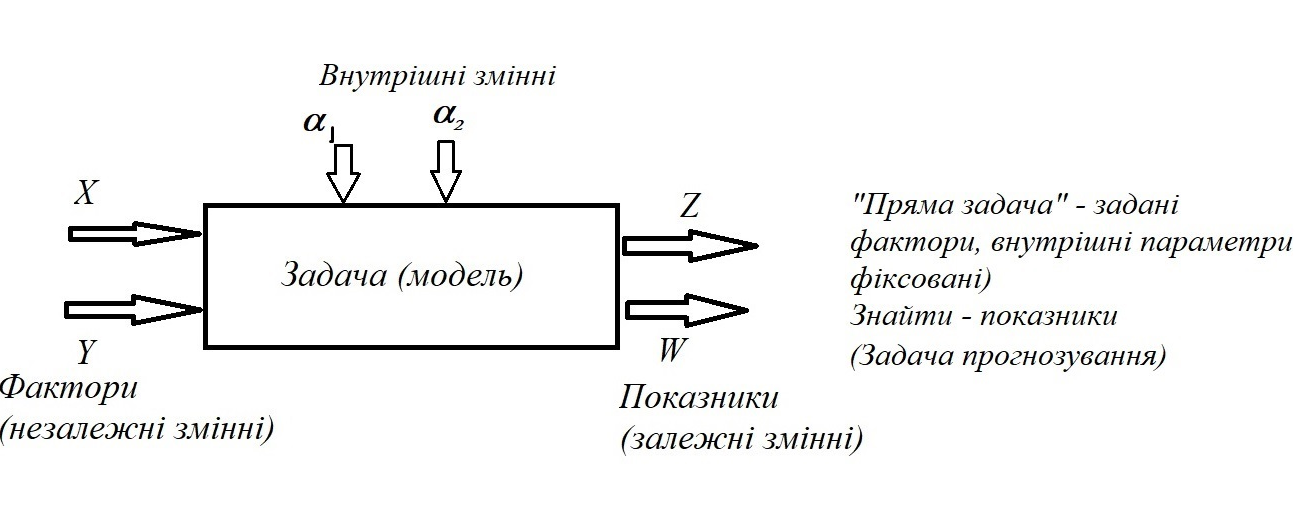 Внутрішні змінні
α1 α2
X
Y
Фактори
(незалежні змінні)
Задача (модель)
Z
W
Показники
(залежні змінні)
"Пряма задача" - задані
фактори, внутрішні параметри
фіксовані)
Знайти - показники
(Задача прогнозування)